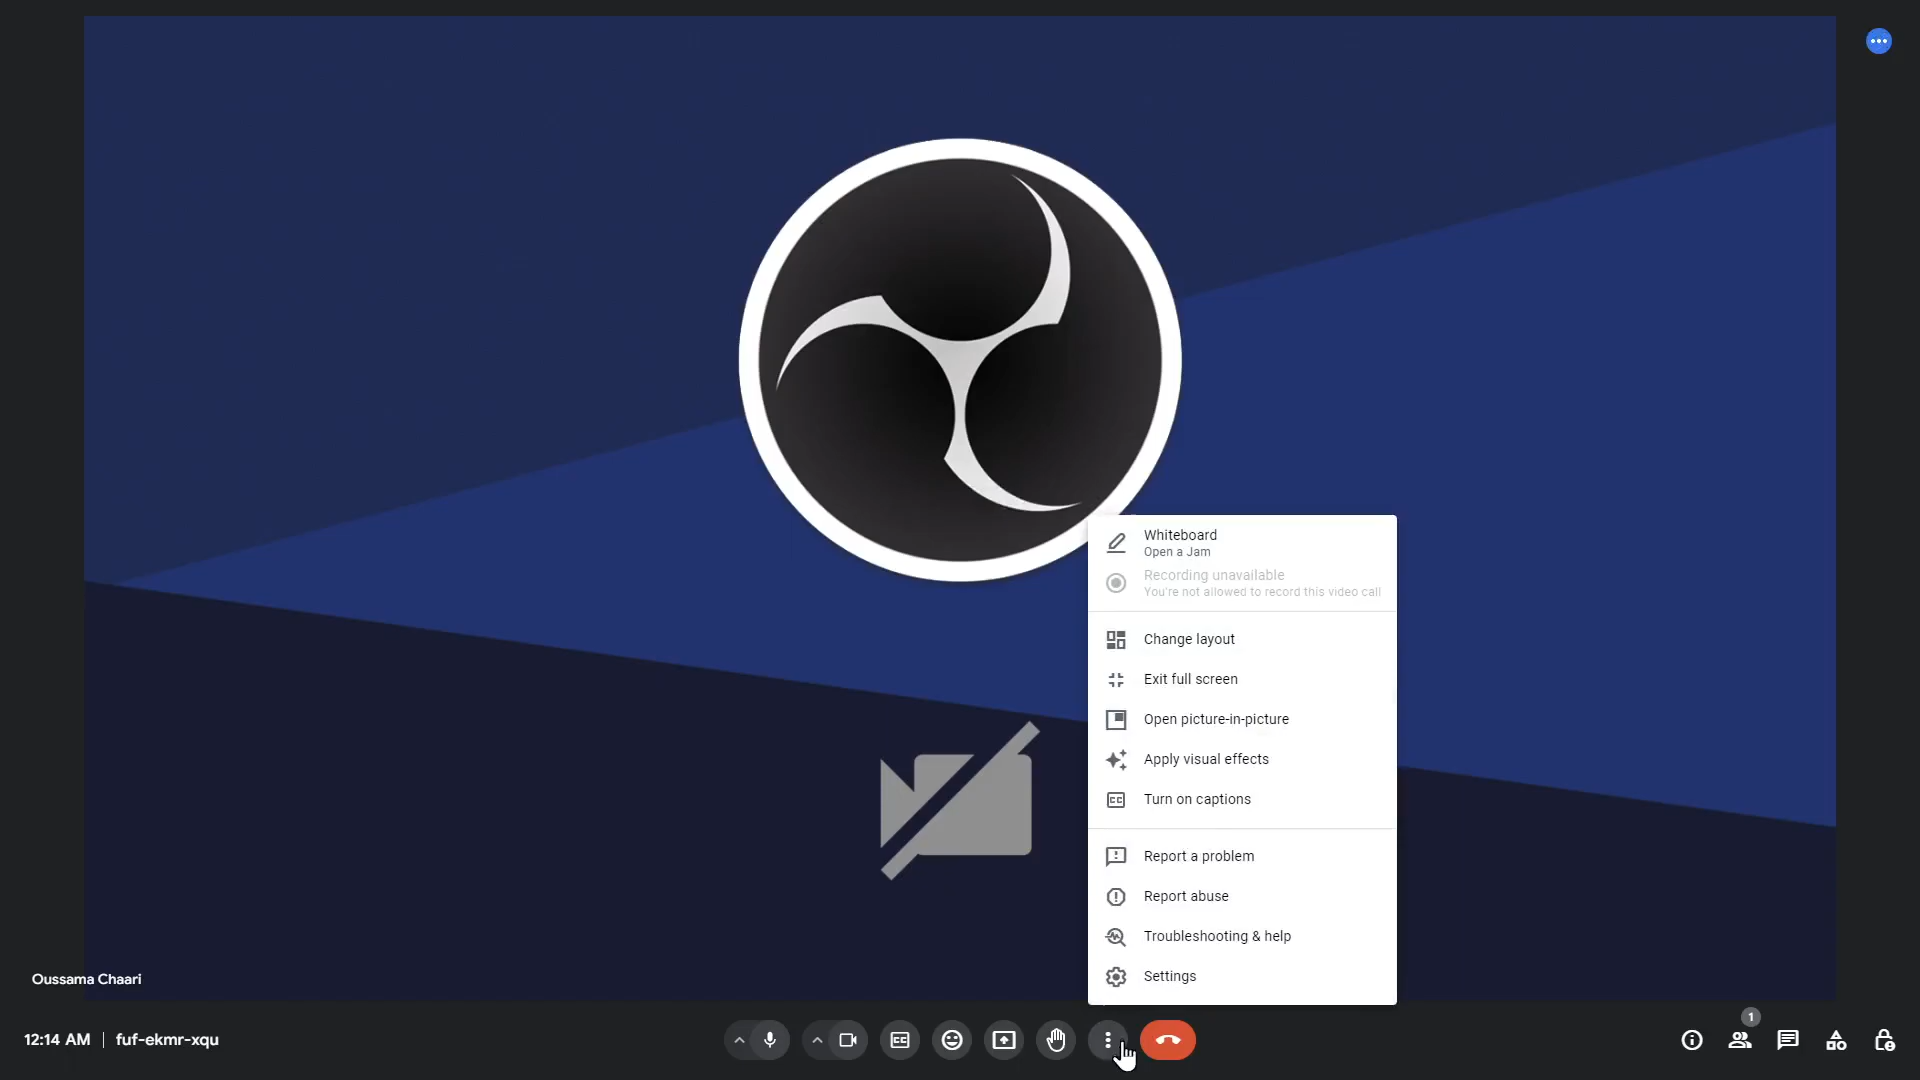 Whiteboard
Open a Jam
Recording unavailable
You're not allowed to record this video call
Change layout
Exit full screen
Open picture-in-picture
Apply visual effects
Turn on captions
Report a problem
Report abuse
Troubleshooting & help
Settings
Oussama Chaari
12:14 AM | fuf-ekmr-xqu
1